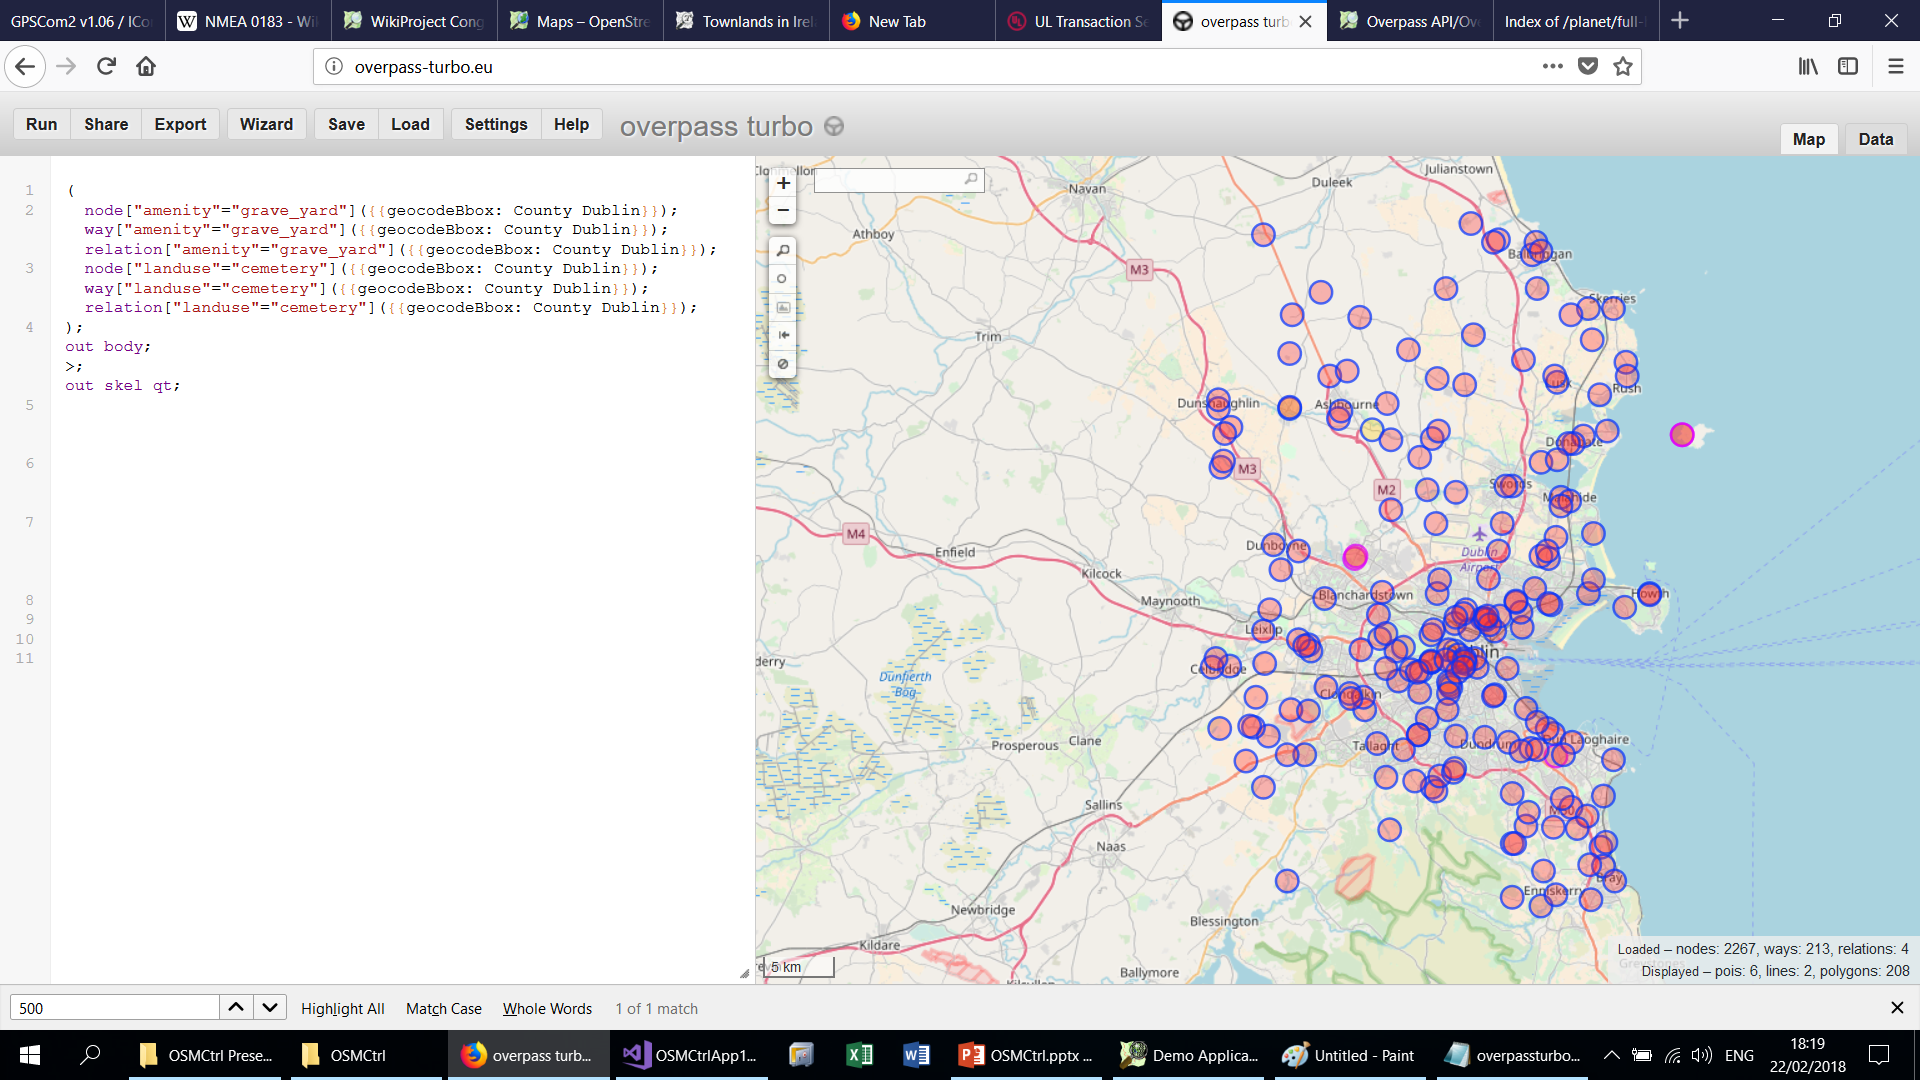 GPSCom2 v1.06 / ICo
NMEA 0183 - Wi
WikiProject Cong
Maps – OpenStre
Townlands in Irel
New Tab
UL Transaction Se
overpass turb
Overpass API/Ov
Index of /planet/full-
overpass-turbo.eu
Run
Share
Export
Wizard
Save
Load
Settings
Help
overpass turbo
Map
Data
1 (
2 node["amenity"="grave_yard"]({{geocodeBbox: County Dublin}});
way["amenity"="grave_yard"]({{geocodeBbox: County Dublin}});
relation["amenity"="grave_yard"]({{geocodeBbox: County Dublin}});
3 node["landuse"="cemetery"]({{geocodeBbox: County Dublin}});
way["landuse"="cemetery"]({{geocodeBbox: County Dublin}});
relation["landuse"="cemetery"]({{geocodeBbox: County Dublin}});
4 );
out body;
>;
out skel qt;
5
6
7
8
9
10
11
+
−
Navan
Duleek
Julianstown
Athboy
M3
Balbriggan
Skerries
Trim
Dunshaughlin
Ashbourne
Lusk
Rush
Donabate
M3
M2
Swords
Malahide
M4
Enfield
Dunboyne
Dublin
Airport
Kilcock
Maynooth
Blanchardstown
Howth
Leixlip
derry
Celbridge
Dunfierth
Bog
Clondalkin
Prosperous
Clane
Tallaght
Dundrum
Dun Laoghaire
Sallins
Naas
Enniskerry
Bray
Newbridge
Blessington
Kildare
Ballymore
Greystones
5 km
Loaded – nodes: 2267, ways: 213, relations: 4
Displayed – pois: 6, lines: 2, polygons: 208
500
Highlight All
Match Case
Whole Words
1 of 1 match
OSMCtrl Prese...
OSMCtrl
overpass turb...
OSMCtrlApp1...
OSMCtrl.pptx ...
Demo Applica...
Untitled - Paint
overpassturbo...
ENG
18:19
22/02/2018